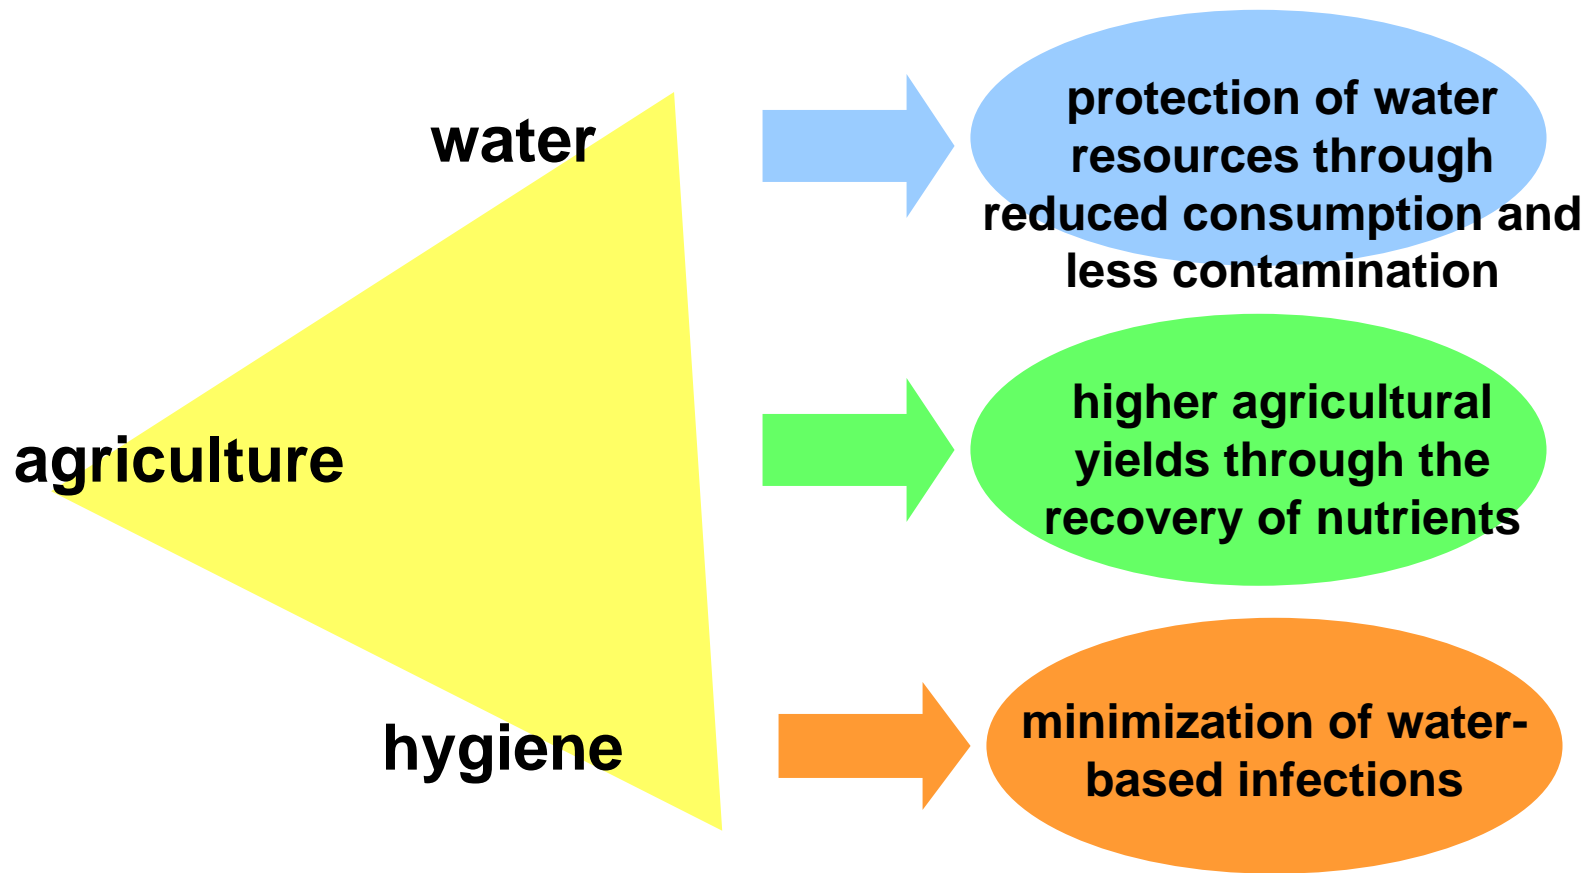 water
protection of water
resources through
reduced consumption and
less contamination
agriculture
higher agricultural
yields through the
recovery of nutrients
hygiene
minimization of water-
based infections